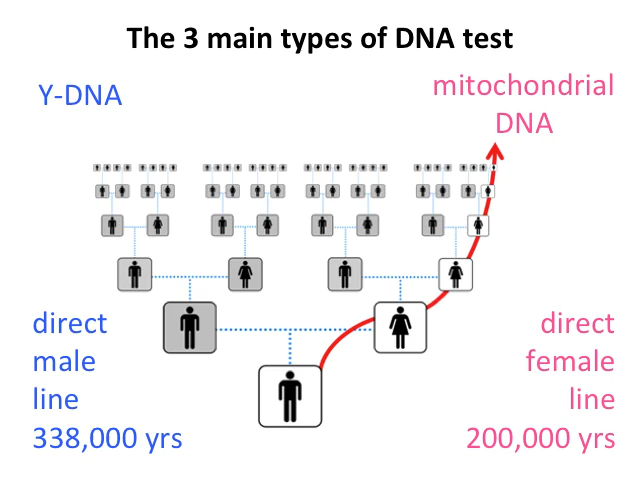 The 3 main types of DNA test
Y-DNA
mitochondrial
DNA
direct
male
line
338,000 yrs
direct
female
line
200,000 yrs